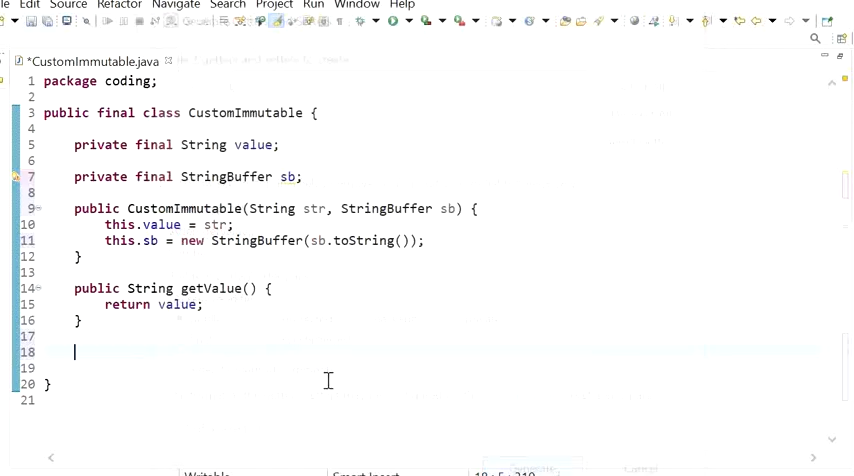 le Edit Source Refactor Navigate Search Project Run Window Help
*CustomImmutable.java
1 package coding;
2
3 public final class CustomImmutable {
4
5 private final String value;
6
7 private final StringBuffer sb;
8
9 public CustomImmutable(String str, StringBuffer sb) {
10 this.value = str;
11 this.sb = new StringBuffer(sb.toString());
12 }
13
14 public String getValue() {
15 return value;
16 }
17
18
19
20 }
21